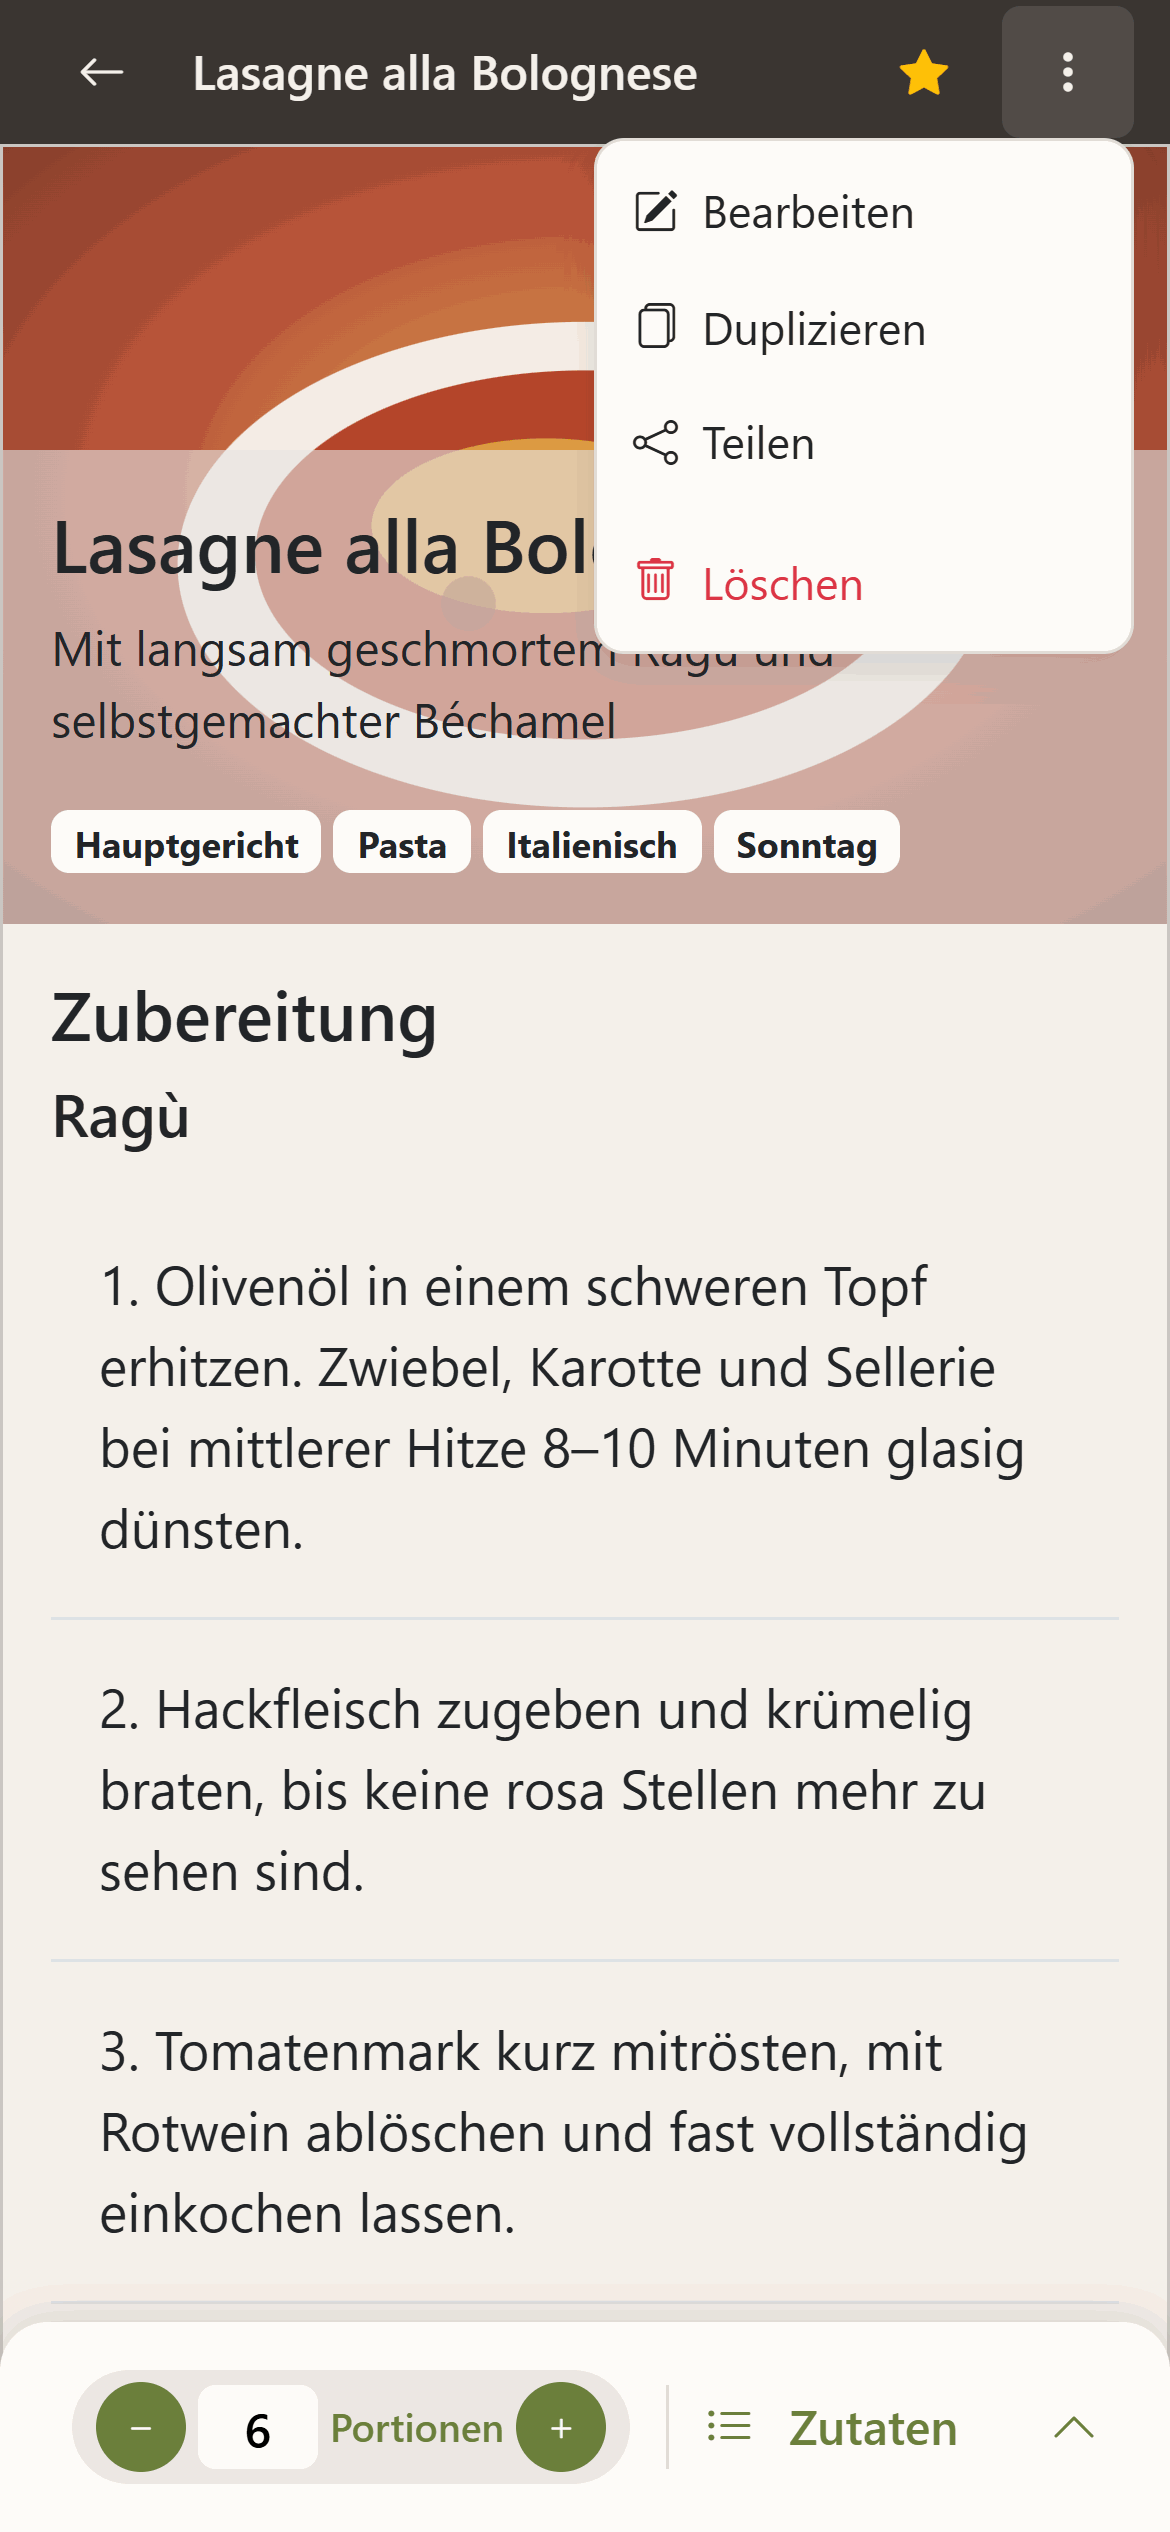 Lasagne alla Bolognese
Bearbeiten
Duplizieren
Teilen
Löschen
Lasagne alla
Mit langsam geschmortem Ragù und
selbstgemachter Béchamel
Hauptgericht Pasta Italienisch Sonntag
Zubereitung
Ragù
1. Olivenöl in einem schweren Topf
erhitzen. Zwiebel, Karotte und Sellerie
bei mittlerer Hitze 8–10 Minuten glasig
dünsten.
2. Hackfleisch zugeben und krümelig
braten, bis keine rosa Stellen mehr zu
sehen sind.
3. Tomatenmark kurz mitrösten, mit
Rotwein ablöschen und fast vollständig
einkochen lassen.
− 6 Portionen + Zutaten